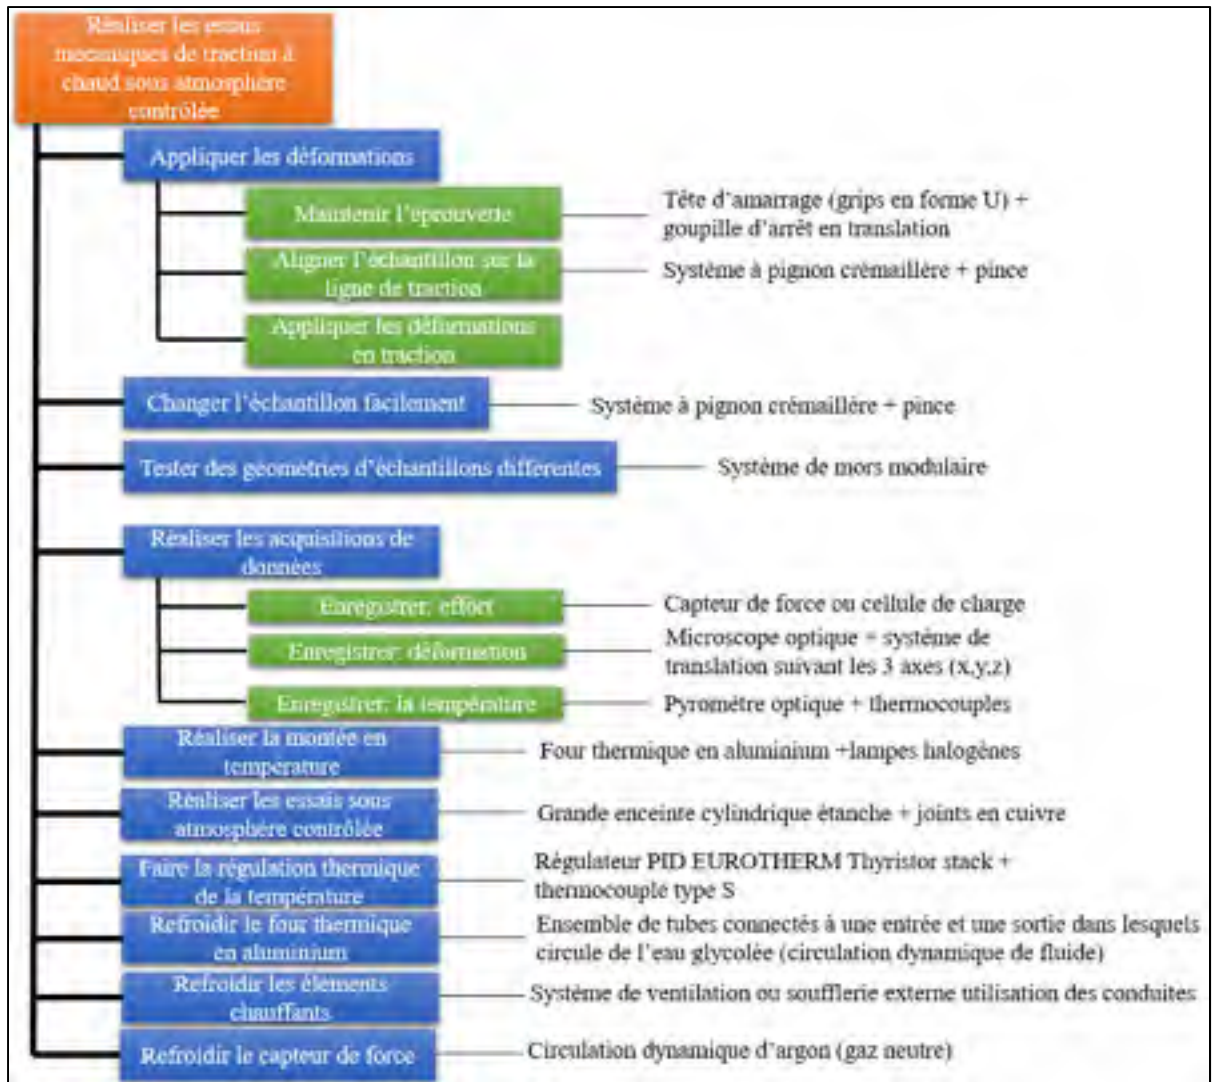 Réaliser les essais
mécaniques de traction à
chaud sous atmosphère
contrôlée
Appliquer les déformations
Maintenir l'éprouvette
Tête d'amarrage (grips en forme U) +
goupille d'arrêt en translation
Aligner l'échantillon sur la
ligne de traction
Système à pignon crémaillère + pince
Appliquer les déformations
en traction
Changer l'échantillon facilement
Système à pignon crémaillère + pince
Tester des géométries d'échantillons différentes
Système de mors modulaire
Réaliser les acquisitions de
données
Enregistrer: effort
Capteur de force ou cellule de charge
Enregistrer: déformation
Microscope optique + système de
translation suivant les 3 axes (x,y,z)
Enregistrer: la température
Pyromètre optique + thermocouples
Réaliser la montée en
température
Four thermique en aluminium +lampes halogènes
Réaliser les essais sous
atmosphère contrôlée
Grande enceinte cylindrique étanche + joints en cuivre
Faire la régulation thermique
de la température
Régulateur PID EUROTHERM Thyristor stack +
thermocouple type S
Refroidir le four thermique
en aluminium
Ensemble de tubes connectés à une entrée et une sortie dans lesquels
circule de l'eau glycolée (circulation dynamique de fluide)
Refroidir les élements
chauffants
Système de ventilation ou soufflerie externe utilisation des conduites
Refroidir le capteur de force
Circulation dynamique d'argon (gaz neutre)